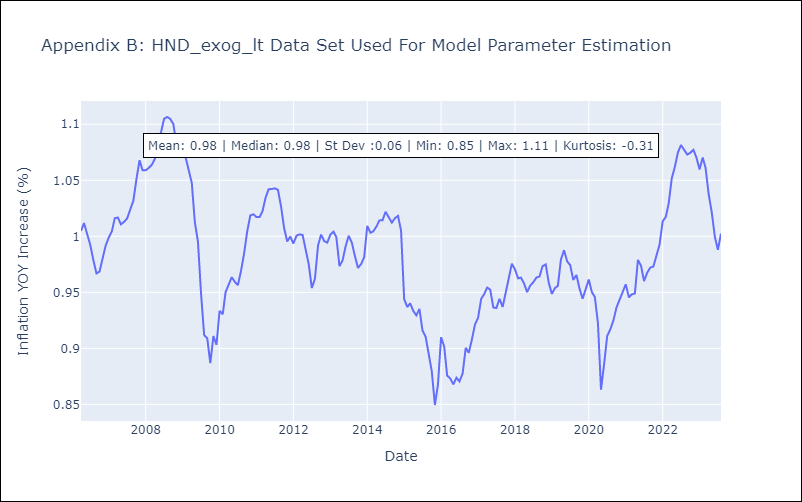 Appendix B: HND_exog_lt Data Set Used For Model Parameter Estimation
Mean: 0.98 | Median: 0.98 | St Dev :0.06 | Min: 0.85 | Max: 1.11 | Kurtosis: -0.31
Inflation YOY Increase (%)
1.1
1.05
1
0.95
0.9
0.85
2008 2010 2012 2014 2016 2018 2020 2022
Date